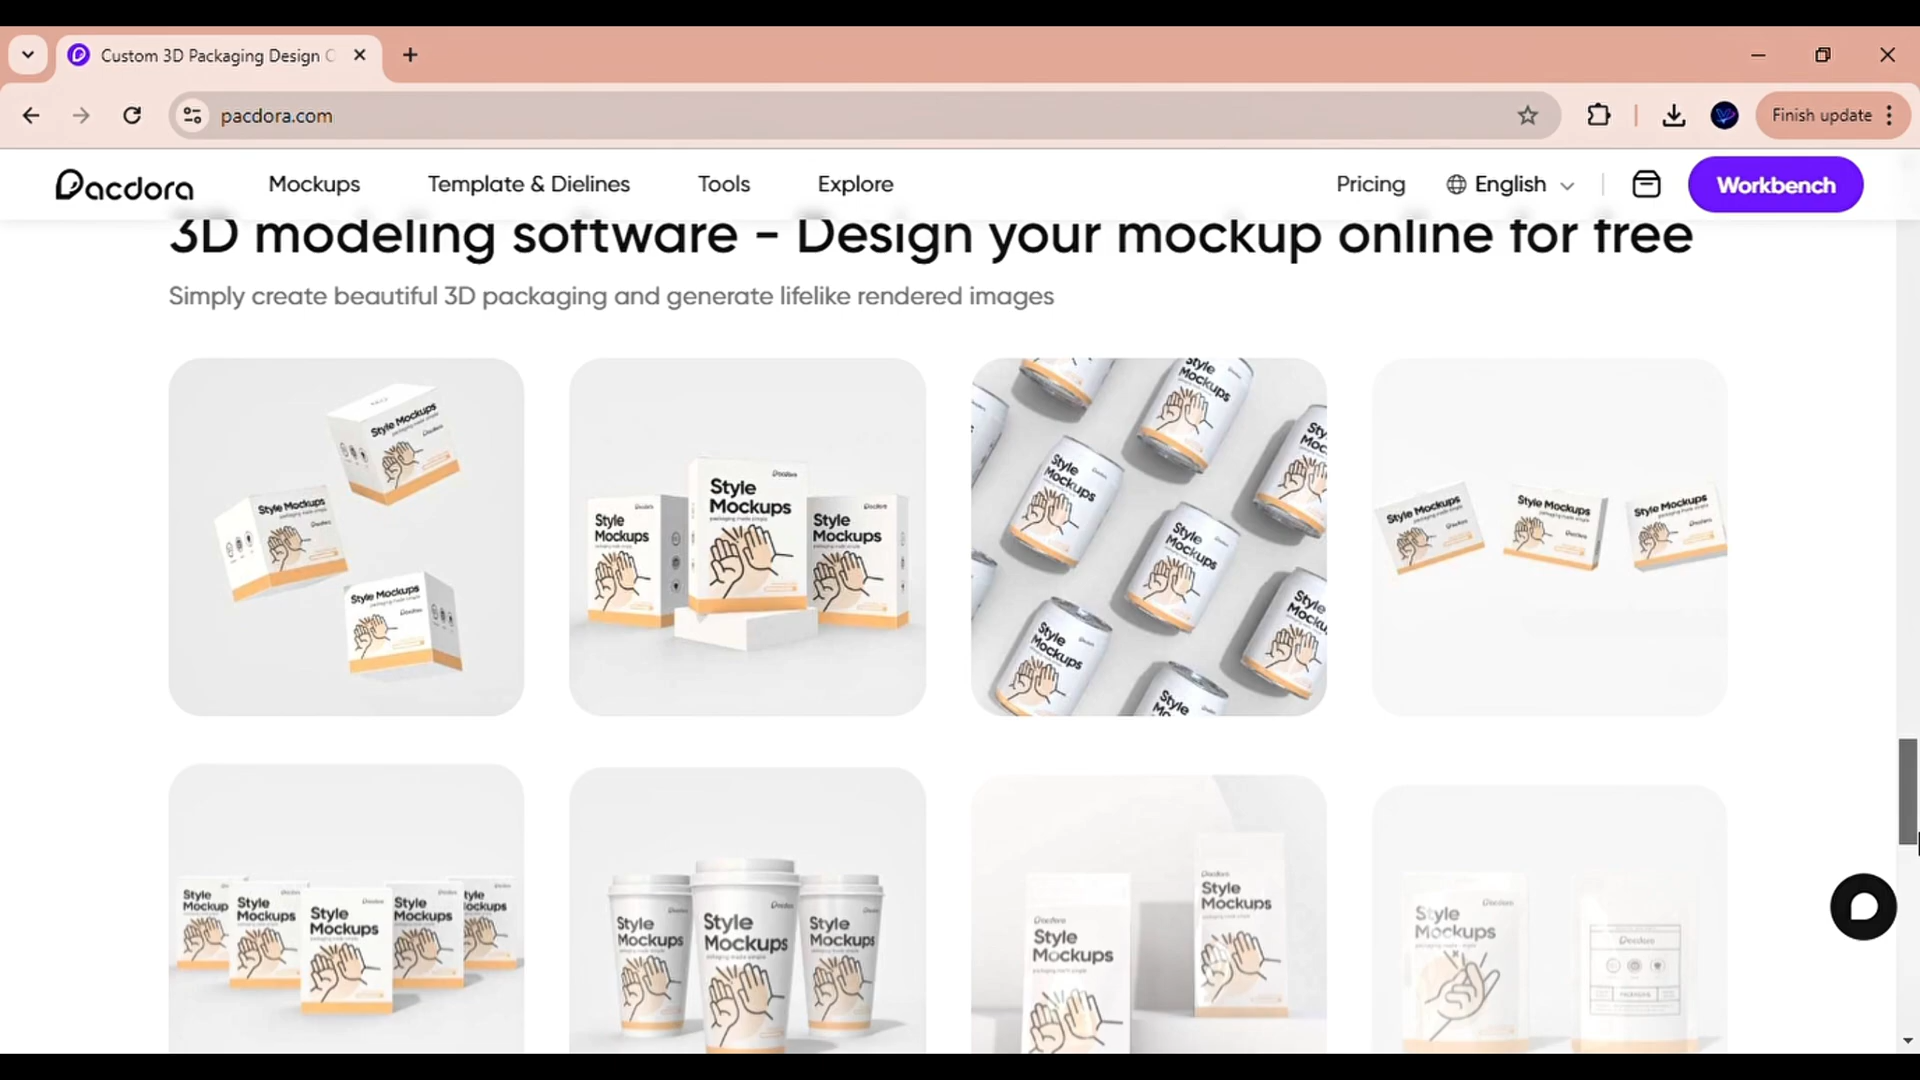 Custom 3D Packaging Design
pacdora.com
Finish update
Pacdora
Mockups
Template & Dielines
Tools
Explore
Pricing
English
Workbench
3D modeling software - Design your mockup online for free
Simply create beautiful 3D packaging and generate lifelike rendered images
Style Mockups
Style Mockups
Style Mockups
Style
Mockups
Style
Mockups
Style
Mockups
Style
Mockups
Style
Mockups
Style
Mockups
Style
Mockups
Style
Style Mockups
Style Mockups
Style Mockups
Style
Style
Mockups
Style
Mockups
Style
Mockups
Style
Mockups
Style
Mockups
Style
Mockups
Style
Mockups
Style
Mockups
Style
Mockups